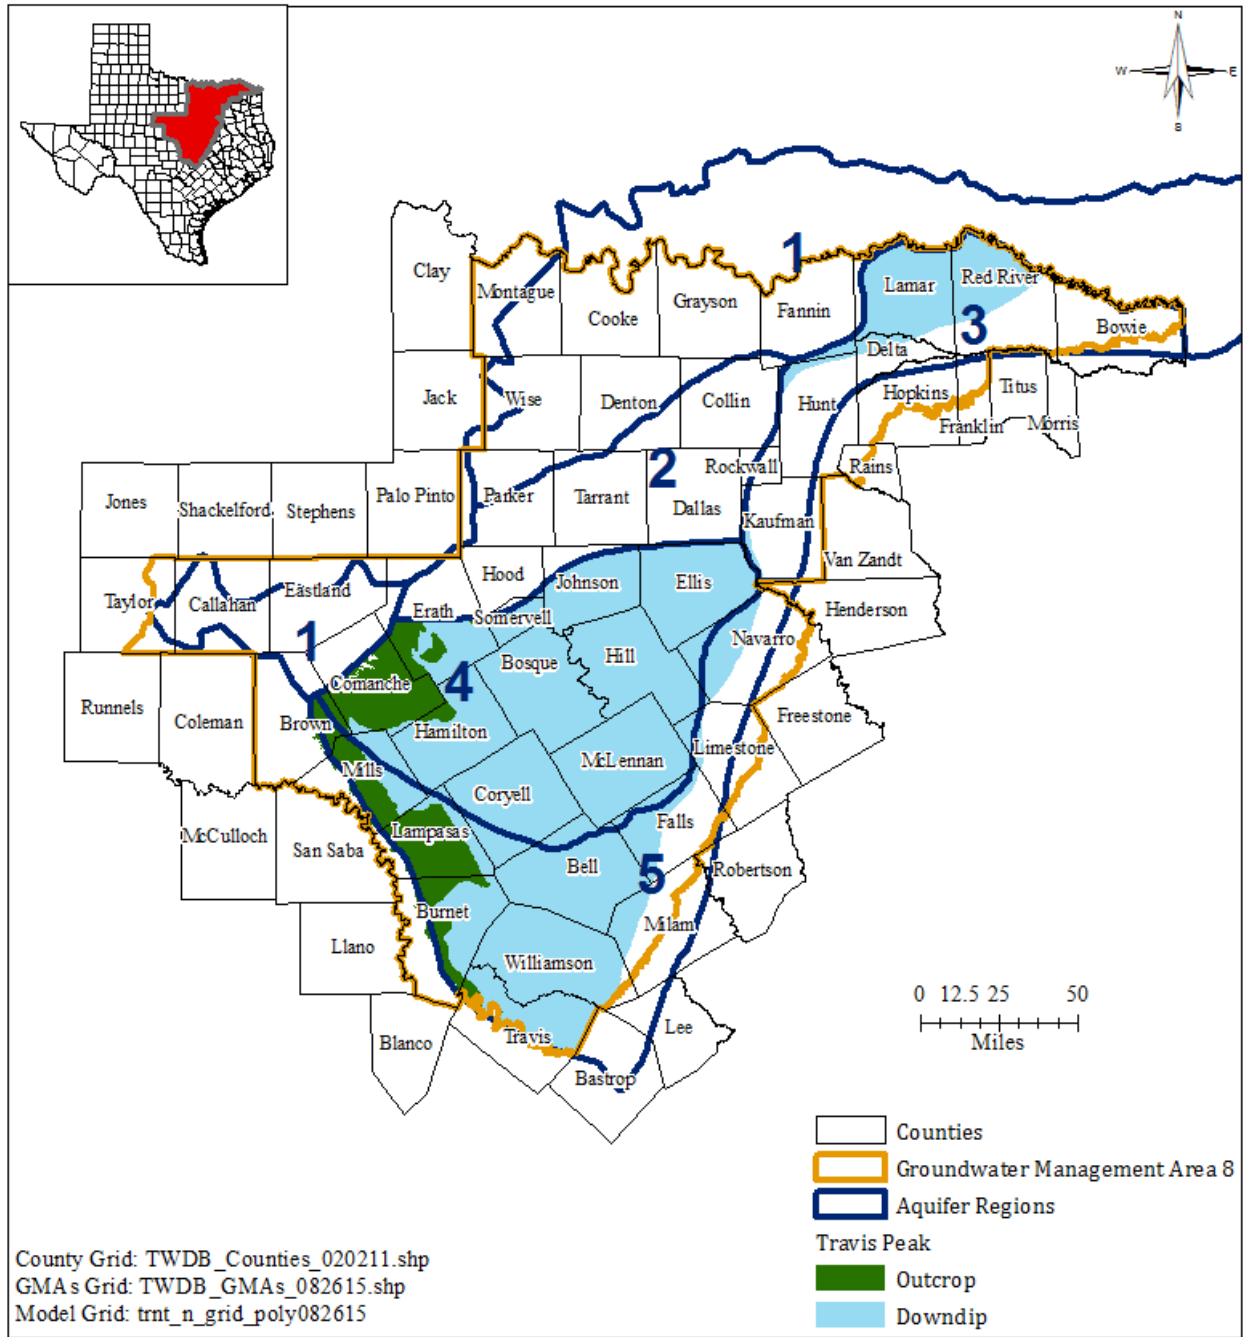 N
W E
S
1
Clay
Montague
Cooke
Grayson
Fannin
Lamar
Red River
3
Bowie
Delta
Jack
Wise
Denton
Collin
Hunt
Hopkins
Titus
Franklin
Morris
2
Rockwall
Rains
Jones
Shackelford
Stephens
Palo Pinto
Parker
Tarrant
Dallas
Kaufman
Van Zandt
Taylor
Callahan
Eastland
Hood
Johnson
Ellis
Erath
Somervell
Henderson
1
Navarro
Comanche
4
Bosque
Hill
Runnels
Coleman
Brown
Hamilton
Freestone
Limestone
Mills
McLennan
Coryell
McCulloch
San Saba
Lampasas
Falls
Bell
5
Robertson
Burnet
Milam
Llano
Williamson
0 12.5 25 50
Miles
Blanco
Travis
Lee
Bastrop
Counties
Groundwater Management Area 8
Aquifer Regions
Travis Peak
Outcrop
Downdip
County Grid: TWDB_Counties_020211.shp
GMAs Grid: TWDB_GMAs_082615.shp
Model Grid: trnt_n_grid_poly082615